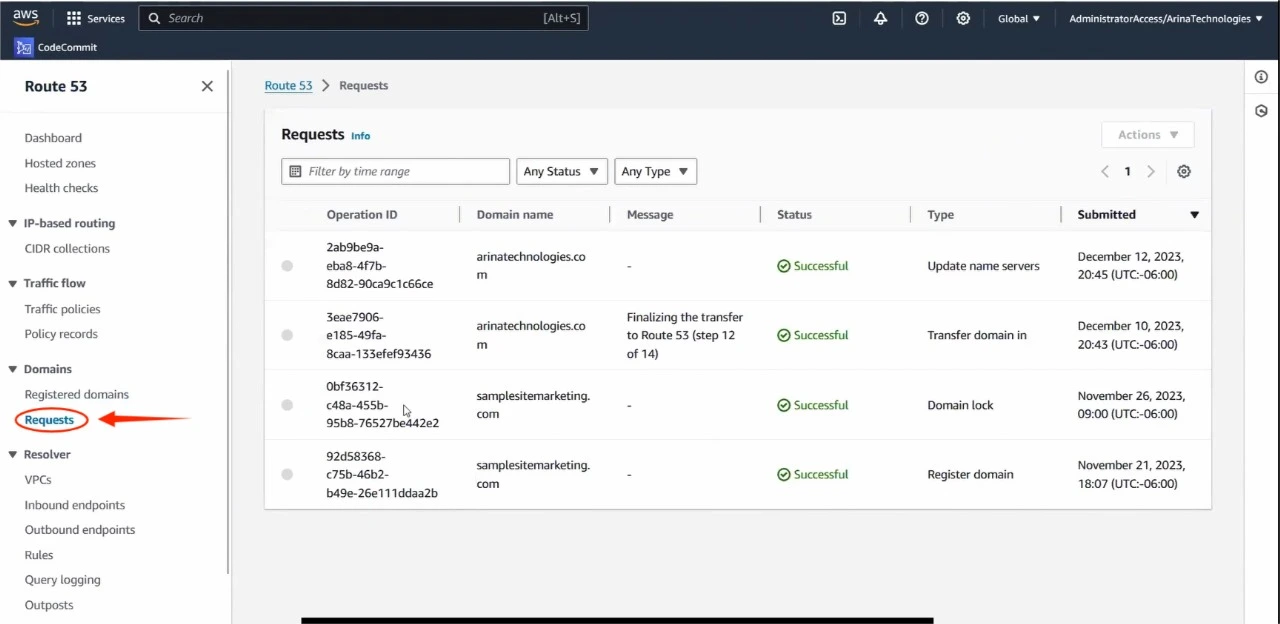 aws
Services
Search
[Alt+S]
Global
AdministratorAccess/ArinaTechnologies
CodeCommit
Route 53
Dashboard
Hosted zones
Health checks
IP-based routing
CIDR collections
Traffic flow
Traffic policies
Policy records
Domains
Registered domains
Requests
Resolver
VPCs
Inbound endpoints
Outbound endpoints
Rules
Query logging
Outposts
Route 53
Requests
Requests Info
Actions
Filter by time range
Any Status
Any Type
1
Operation ID
Domain name
Message
Status
Type
Submitted
2ab9be9a-
eba8-4f7b-
8d82-90ca9c1c66ce
arinatechnologies.co
m
-
Successful
Update name servers
December 12, 2023,
20:45 (UTC-06:00)
3eae7906-
e185-49fa-
8caa-133efef93436
arinatechnologies.co
m
Finalizing the transfer
to Route 53 (step 12
of 14)
Successful
Transfer domain in
December 10, 2023,
20:43 (UTC-06:00)
0bf36312-
c48a-455b-
95b8-76527be442e2
samplesitemarketing.
com
-
Successful
Domain lock
November 26, 2023,
09:00 (UTC-06:00)
92d58368-
c75b-46b2-
b49e-26e111ddaa2b
samplesitemarketing.
com
-
Successful
Register domain
November 21, 2023,
18:07 (UTC-06:00)